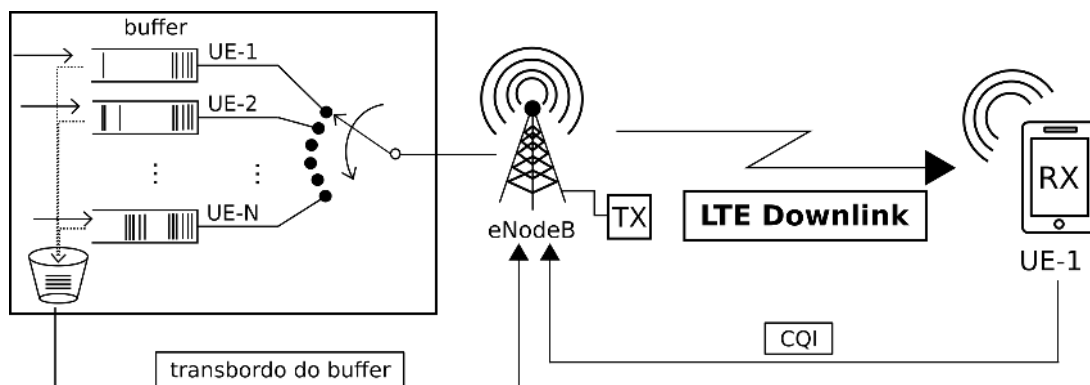 buffer
UE-1
UE-2
UE-N
eNodeB
TX
LTE Downlink
RX
UE-1
CQI
transbordo do buffer